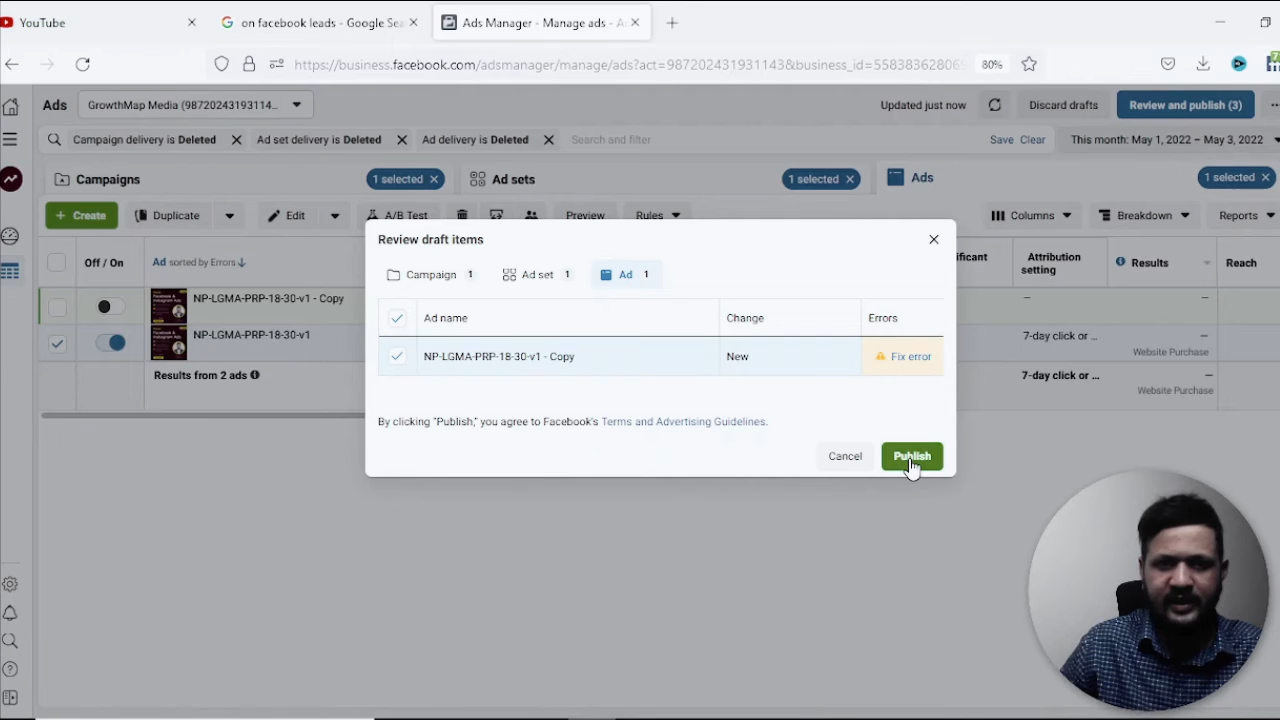 YouTube
on facebook leads - Google Sea
Ads Manager - Manage ads - A
https://business.facebook.com/adsmanager/manage/ads?act=987202431931143&business_id=558383628069
80%
Ads
GrowthMap Media (98720243193114...
Updated just now
Discard drafts
Review and publish (3)
Campaign delivery is Deleted
Ad set delivery is Deleted
Ad delivery is Deleted
Search and filter
Save Clear
This month: May 1, 2022 – May 3, 2022
Campaigns
1 selected
Ad sets
1 selected
Ads
1 selected
+ Create
Duplicate
Edit
A/B Test
Preview
Rules
Columns
Breakdown
Reports
Off / On
Ad sorted by Errors
ificant
Attribution setting
Results
Reach
NP-LGMA-PRP-18-30-v1 - Copy
–
—
NP-LGMA-PRP-18-30-v1
7-day click or ...
—
Website Purchase
Results from 2 ads
7-day click or ...
—
Website Purchase
Review draft items
Campaign 1
Ad set 1
Ad 1
Ad name
Change
Errors
NP-LGMA-PRP-18-30-v1 - Copy
New
Fix error
By clicking "Publish," you agree to Facebook's Terms and Advertising Guidelines.
Cancel
Publish